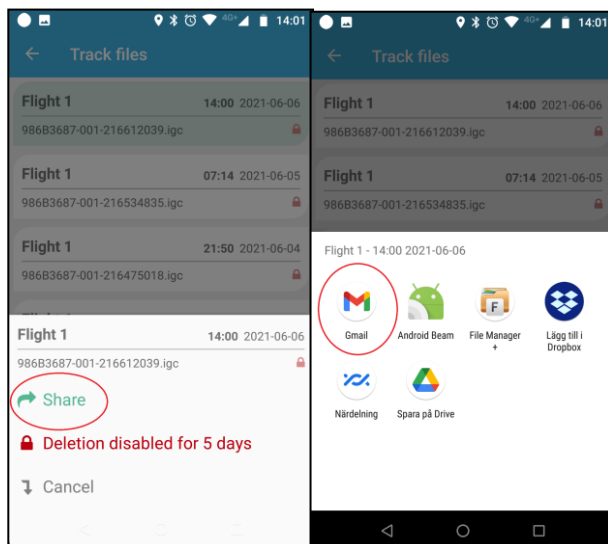 4G+ 14:01
Track files
Flight 1 14:00 2021-06-06
986B3687-001-216612039.igc
Flight 1 07:14 2021-06-05
986B3687-001-216534835.igc
Flight 1 21:50 2021-06-04
986B3687-001-216475018.igc
Flight 1 14:00 2021-06-06
986B3687-001-216612039.igc
Share
Deletion disabled for 5 days
Cancel
4G+ 14:01
Track files
Flight 1 14:00 2021-06-06
986B3687-001-216612039.igc
Flight 1 07:14 2021-06-05
986B3687-001-216534835.igc
Flight 1 - 14:00 2021-06-06
Gmail
Android Beam
File Manager
+
Lägg till i
Dropbox
Närdelning
Spara på Drive